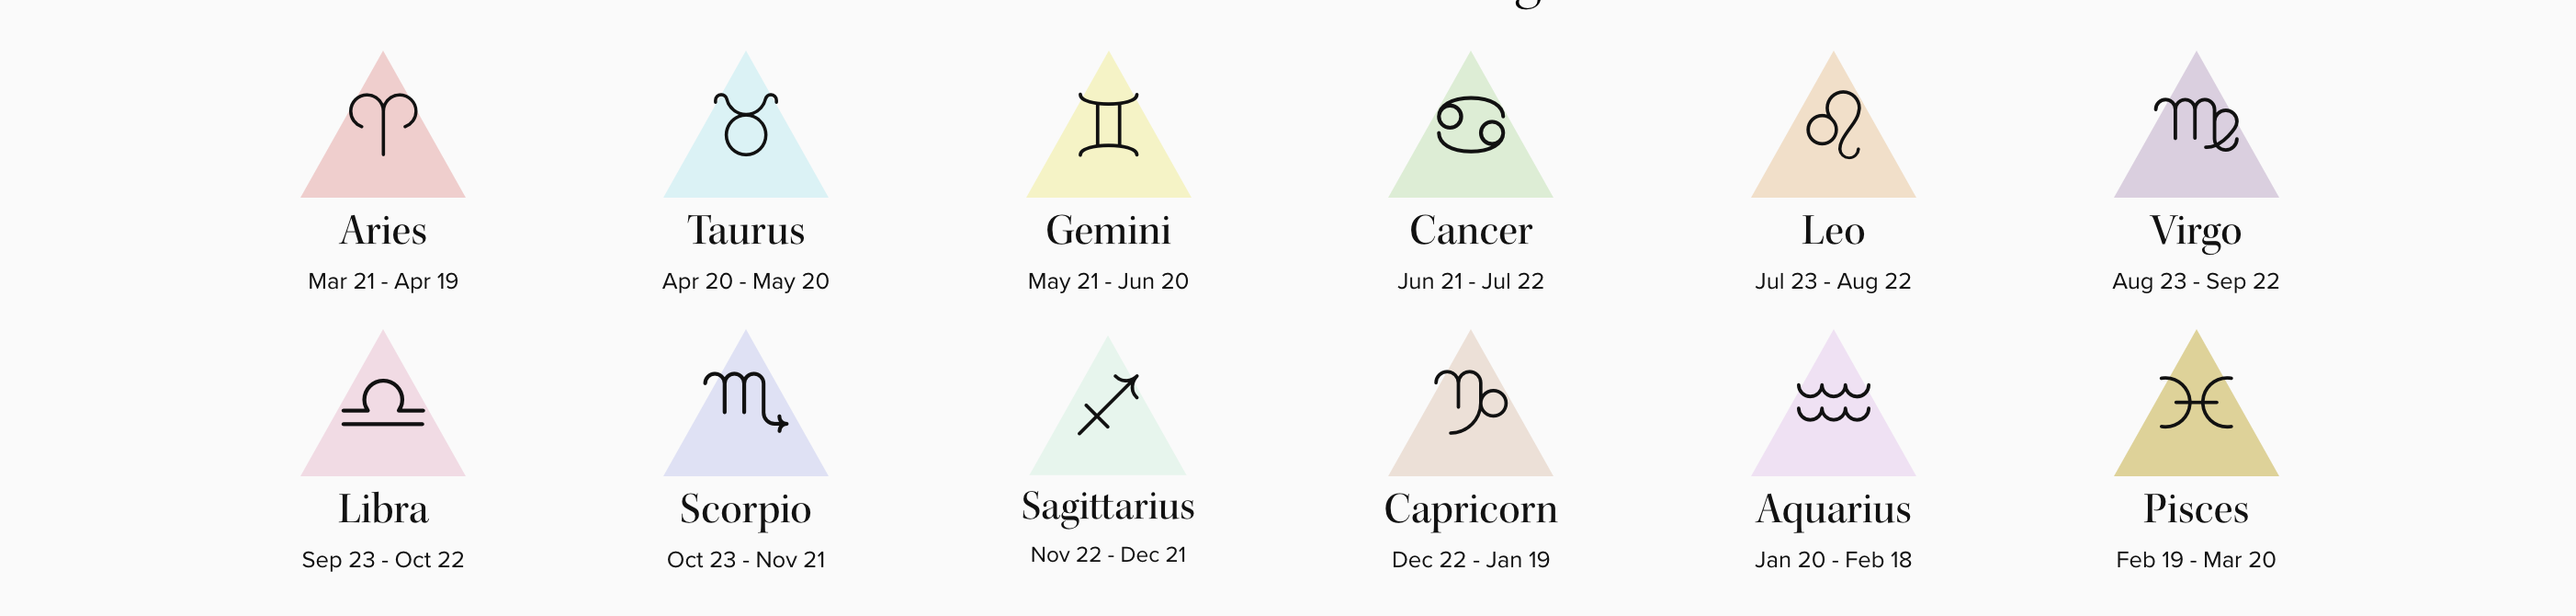 Aries Taurus Gemini Cancer Leo Virgo
Mar 21 - Apr 19 Apr 20 - May 20 May 21 - Jun 20 Jun 21 - Jul 22 Jul 23 - Aug 22 Aug 23 - Sep 22
Libra Scorpio Sagittarius Capricorn Aquarius Pisces
Sep 23 - Oct 22 Oct 23 - Nov 21 Nov 22 - Dec 21 Dec 22 - Jan 19 Jan 20 - Feb 18 Feb 19 - Mar 20